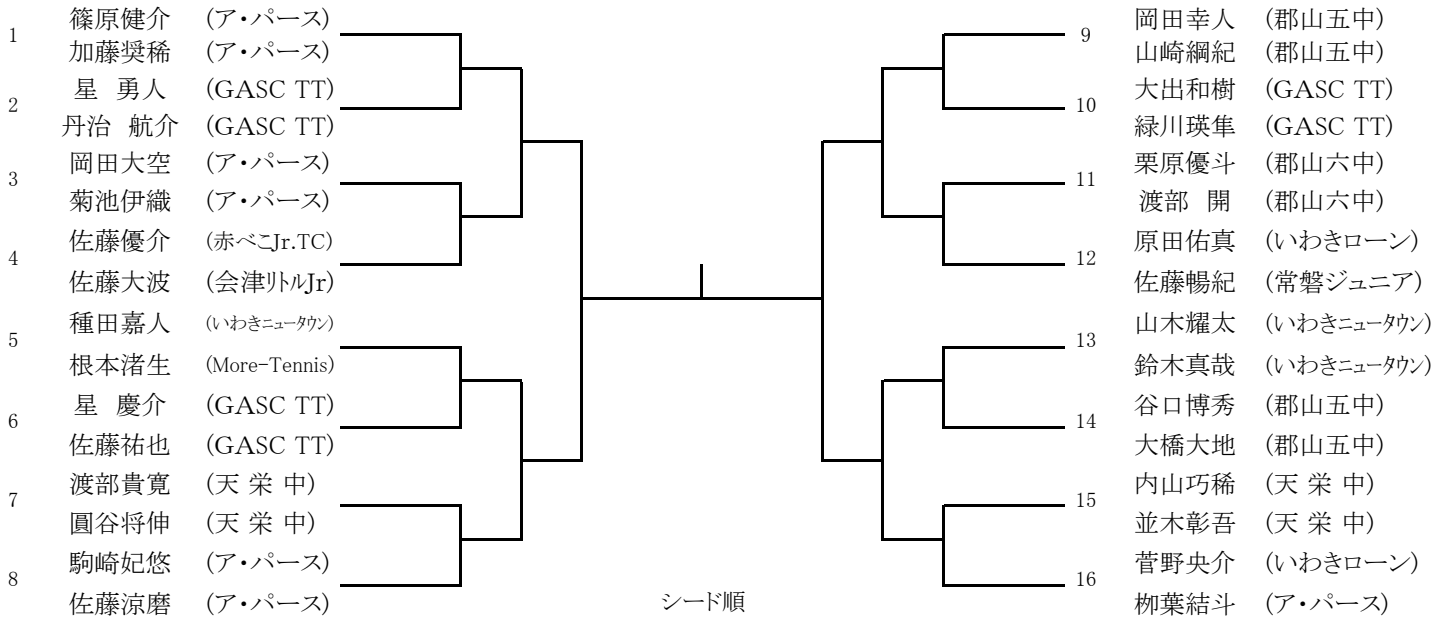 1
篠原健介 (ア・パース)
加藤奨稀 (ア・パース)
2
星 勇人 (GASC TT)
丹治 航介 (GASC TT)
3
岡田大空 (ア・パース)
菊池伊織 (ア・パース)
4
佐藤優介 (赤べこJr.TC)
佐藤大波 (会津リトルJr)
5
種田嘉人 (いわきニュータウン)
根本渚生 (More-Tennis)
6
星 慶介 (GASC TT)
佐藤祐也 (GASC TT)
7
渡部貴寛 (天 栄 中)
圓谷将伸 (天 栄 中)
8
駒崎妃悠 (ア・パース)
佐藤涼磨 (ア・パース)
シード順
9
岡田幸人 (郡山五中)
山崎綱紀 (郡山五中)
10
大出和樹 (GASC TT)
緑川瑛隼 (GASC TT)
11
栗原優斗 (郡山六中)
渡部 開 (郡山六中)
12
原田佑真 (いわきローン)
佐藤暢紀 (常磐ジュニア)
13
山木耀太 (いわきニュータウン)
鈴木真哉 (いわきニュータウン)
14
谷口博秀 (郡山五中)
大橋大地 (郡山五中)
15
内山巧稀 (天 栄 中)
並木彰吾 (天 栄 中)
16
菅野央介 (いわきローン)
栁葉結斗 (ア・パース)